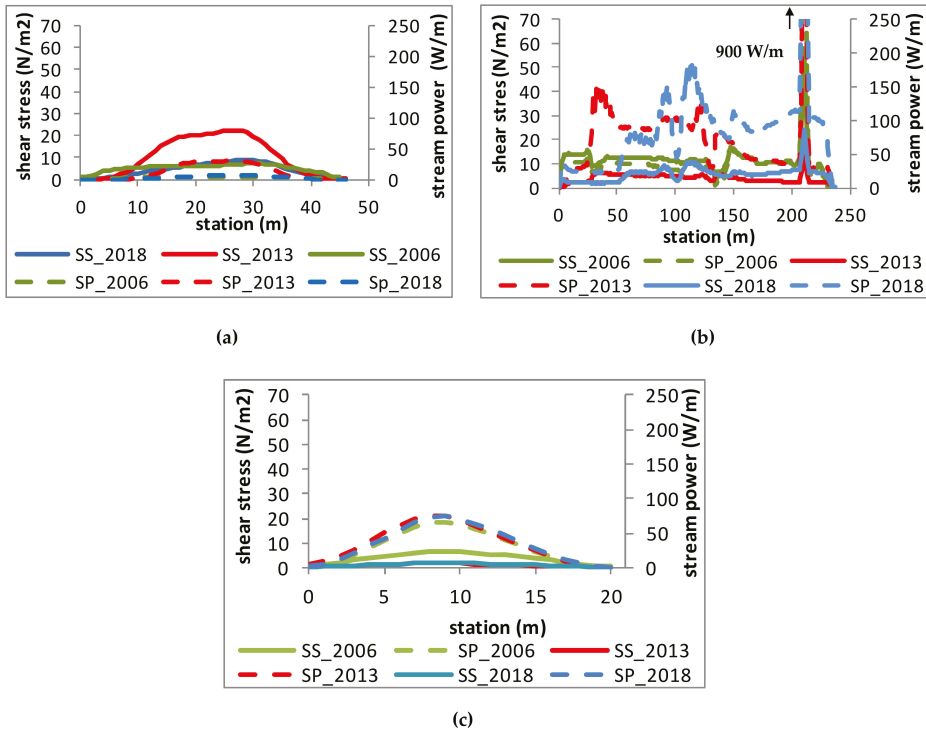 shear stress (N/m2)
70
60
50
40
30
20
10
0
250
200
150
100
50
0
stream power (W/m)
0 10 20 30 40 50
station (m)
SS_2018 SS_2013 SS_2006
SP_2006 SP_2013 Sp_2018
(a)
shear stres (N/m2)
70
60
50
40
30
20
10
0
900 W/m
250
200
150
100
50
0
stream power (W/m)
0 50 100 150 200 250
station (m)
SS_2006 SP_2006 SS_2013
SP_2013 SS_2018 SP_2018
(b)
shear stress (N/m2)
70
60
50
40
30
20
10
0
250
200
150
100
50
0
stream power (W/m)
0 5 10 15 20
station (m)
SS_2006 SP_2006 SS_2013
SP_2013 SS_2018 SP_2018
(c)